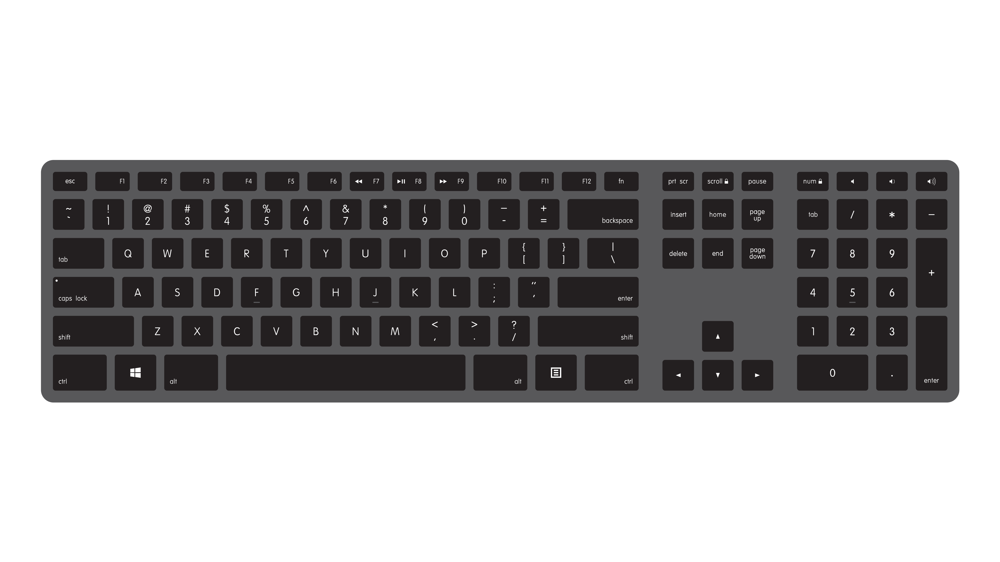 esc F1 F2 F3 F4 F5 F6 F7 F8 F9 F10 F11 F12 fn prt scr scroll pause num
~ ! @ # $ % ^ & * ( ) — +
` 1 2 3 4 5 6 7 8 9 0 - = backspace insert home page up tab / * –
tab Q W E R T Y U I O P { } |
[ ] \ delete end page down 7 8 9 +
caps lock A S D F G H J K L : "
; ' enter 4 5 6
shift Z X C V B N M < > ?
, . / shift 1 2 3
ctrl alt alt ctrl 0 . enter